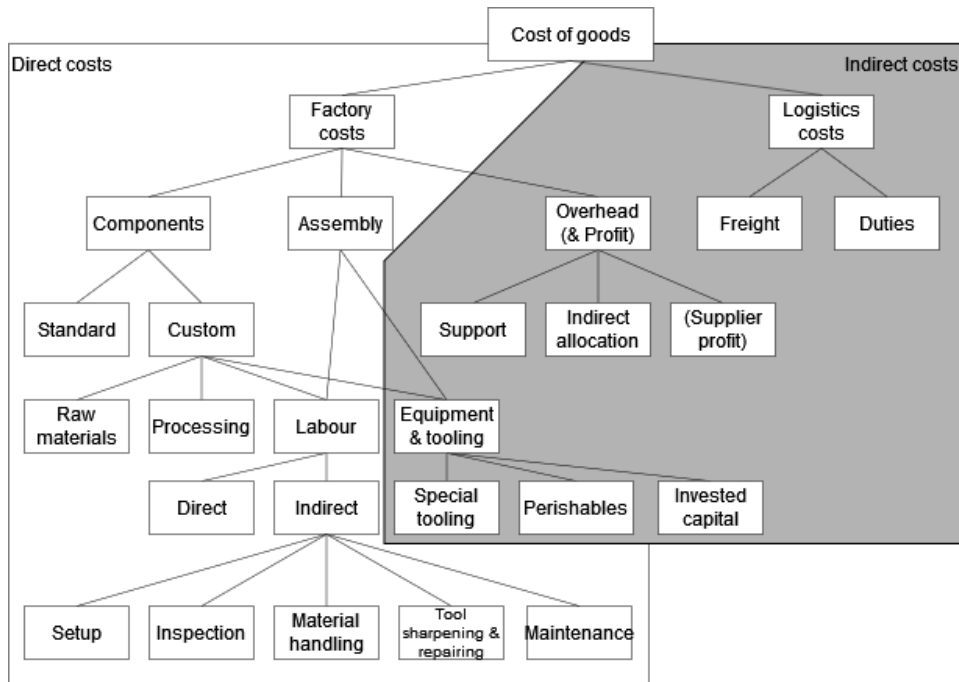 Cost of goods
Direct costs
Indirect costs
Factory
costs
Logistics
costs
Components
Assembly
Overhead
(& Profit)
Freight
Duties
Standard
Custom
Support
Indirect
allocation
(Supplier
profit)
Raw
materials
Processing
Labour
Equipment
& tooling
Direct
Indirect
Special
tooling
Perishables
Invested
capital
Setup
Inspection
Material
handling
Tool
sharpening &
repairing
Maintenance